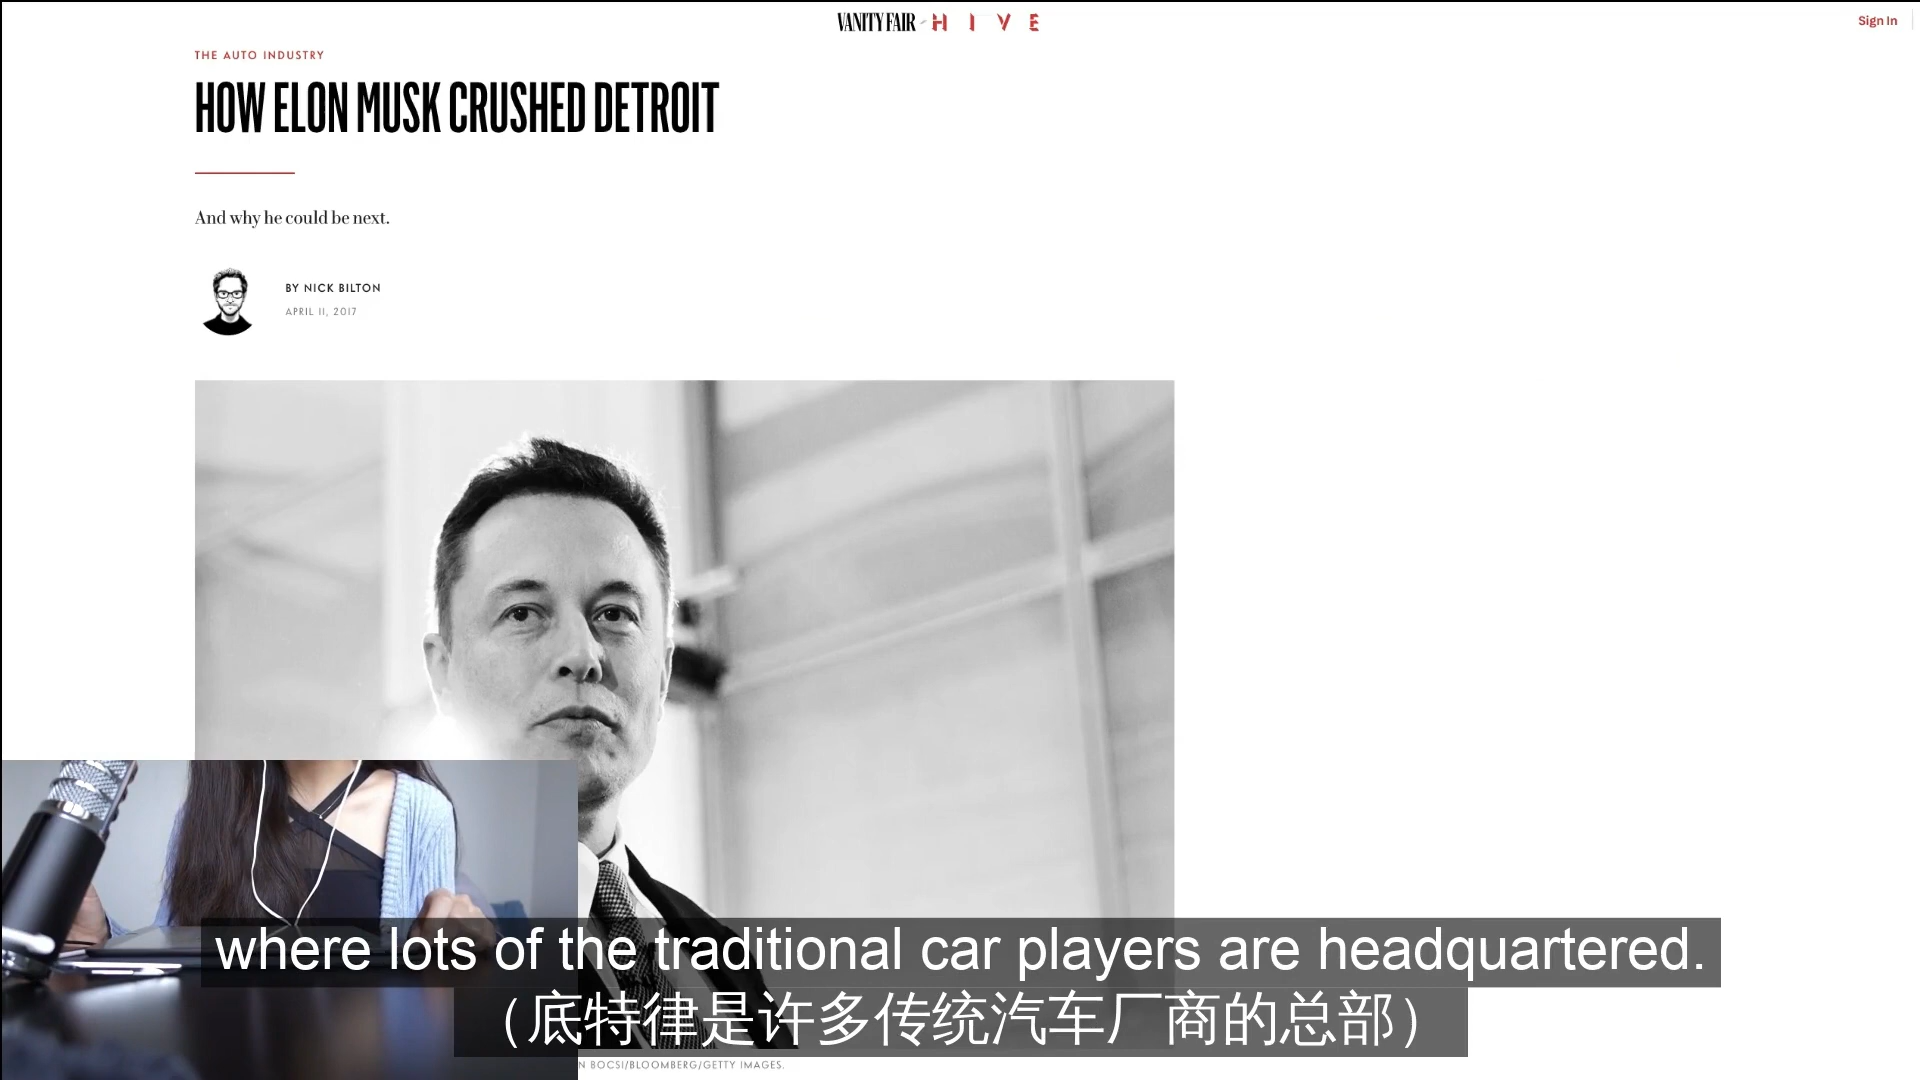 VANITY FAIR HIVE
Sign In
THE AUTO INDUSTRY
HOW ELON MUSK CRUSHED DETROIT
And why he could be next.
BY NICK BILTON
APRIL 11, 2017
where lots of the traditional car players are headquartered.
（底特律是许多传统汽车厂商的总部）
N BOCSI/BLOOMBERG/GETTY IMAGES.